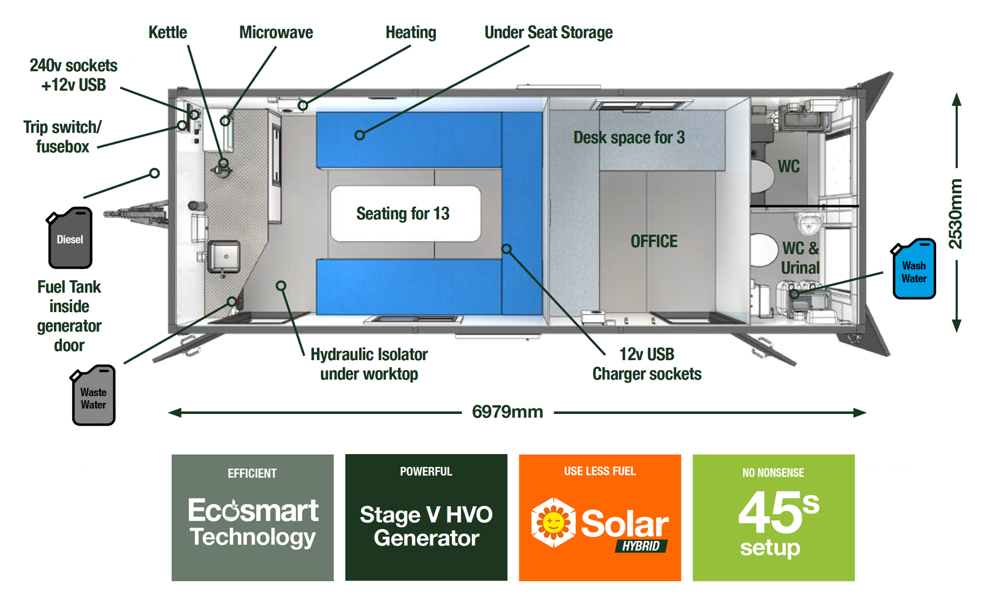 Kettle
Microwave
Heating
Under Seat Storage
240v sockets
+12v USB
Trip switch/
fusebox
Desk space for 3
WC
Seating for 13
OFFICE
WC &
Urinal
2530mm
Diesel
Wash
Water
Fuel Tank
inside
generator
door
Hydraulic Isolator
under worktop
12v USB
Charger sockets
Waste
Water
6979mm
EFFICIENT
Ecosmart
Technology
POWERFUL
Stage V HVO
Generator
USE LESS FUEL
Solar
HYBRID
NO NONSENSE
45s
setup